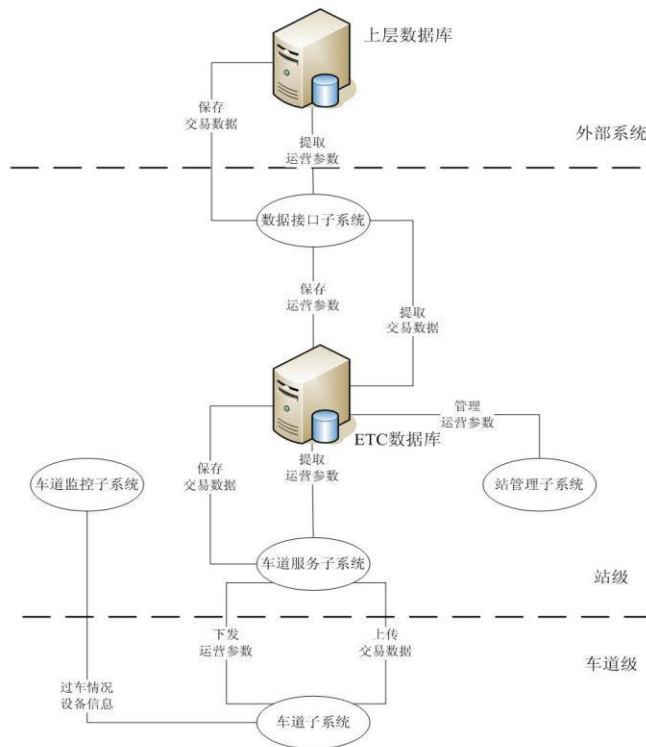 上层数据库
保存
交易数据
提取
运营参数
外部系统
数据接口子系统
保存
运营参数
提取
交易数据
管理
运营参数
ETC数据库
保存
交易数据
提取
运营参数
车道监控子系统
站管理子系统
车道服务子系统
站级
下发
运营参数
上传
交易数据
车道级
过车情况
设备信息
车道子系统